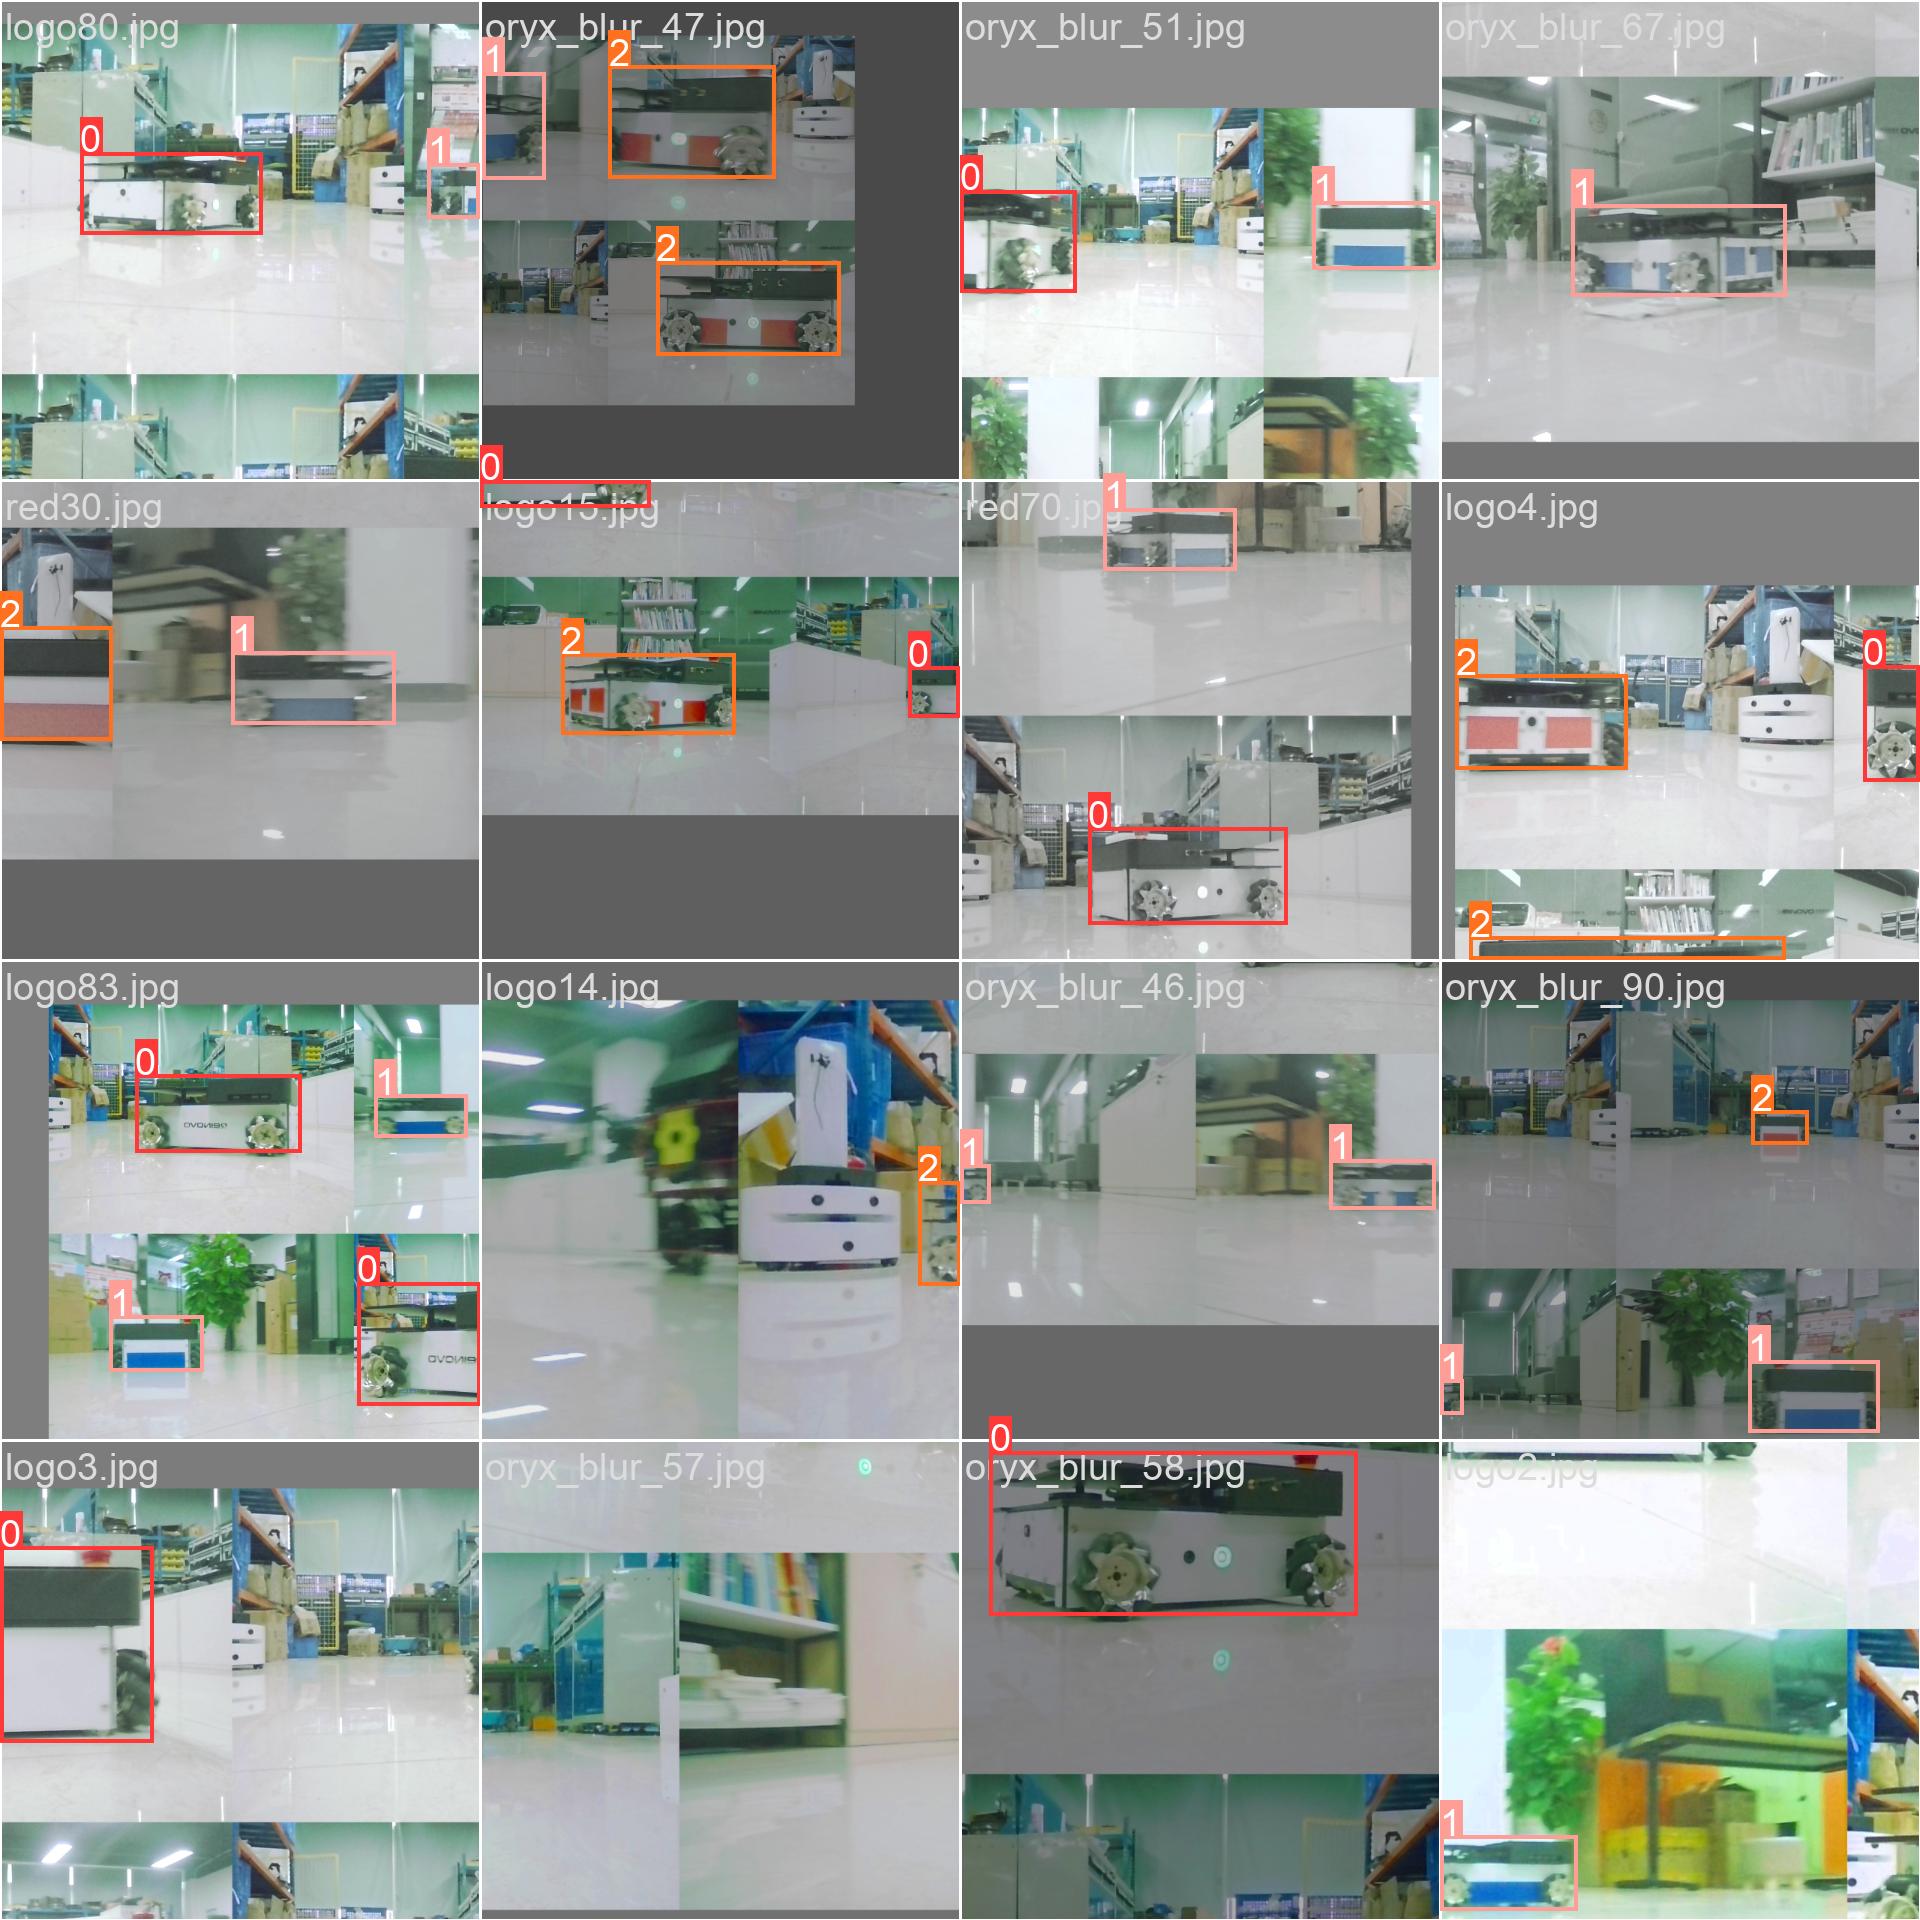 logo80.jpg
0
1
oryx_blur_47.jpg
1
2
2
oryx_blur_51.jpg
0
1
oryx_blur_67.jpg
1
red30.jpg
2
1
0
logo15.jpg
2
0
1
red70.jpg
0
logo4.jpg
2
0
2
logo83.jpg
0
1
1
0
logo14.jpg
2
oryx_blur_46.jpg
1
1
oryx_blur_90.jpg
2
1
1
logo3.jpg
0
oryx_blur_57.jpg
0
oryx_blur_58.jpg
logo2.jpg
1